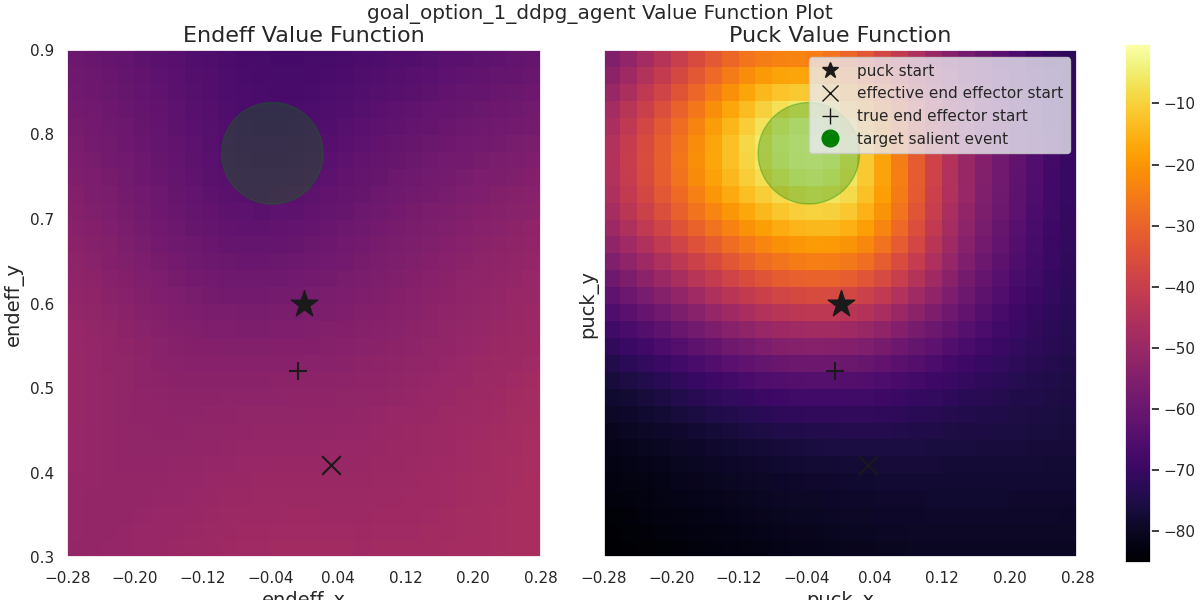 goal_option_1_ddpg_agent Value Function Plot
Endeff Value Function
Puck Value Function
0.9
0.8
0.7
0.6
0.5
0.4
0.3
endeff_y
−0.28 −0.20 −0.12 −0.04 0.04 0.12 0.20 0.28
endeff_x
puck start
effective end effector start
true end effector start
target salient event
puck_y
−0.28 −0.20 −0.12 −0.04 0.04 0.12 0.20 0.28
puck_x
−10
−20
−30
−40
−50
−60
−70
−80